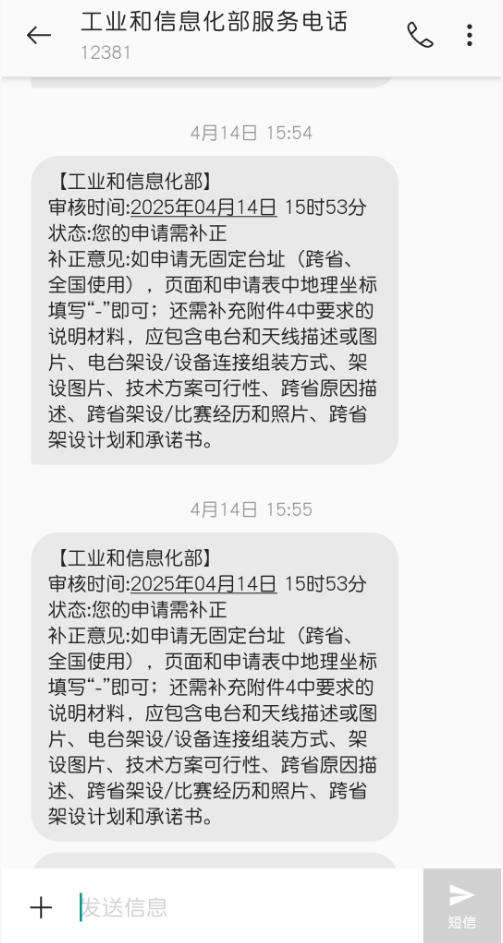 工业和信息化部服务电话
12381
4月14日 15:54
【工业和信息化部】
审核时间:2025年04月14日 15时53分
状态:您的申请需补正
补正意见:如申请无固定台址（跨省、
全国使用），页面和申请表中地理坐标
填写“-”即可；还需补充附件4中要求的
说明材料，应包含电台和天线描述或图
片、电台架设/设备连接组装方式、架
设图片、技术方案可行性、跨省原因描
述、跨省架设/比赛经历和照片、跨省
架设计划和承诺书。
4月14日 15:55
【工业和信息化部】
审核时间:2025年04月14日 15时53分
状态:您的申请需补正
补正意见:如申请无固定台址（跨省、
全国使用），页面和申请表中地理坐标
填写“-”即可；还需补充附件4中要求的
说明材料，应包含电台和天线描述或图
片、电台架设/设备连接组装方式、架
设图片、技术方案可行性、跨省原因描
述、跨省架设/比赛经历和照片、跨省
架设计划和承诺书。
发送信息
短信